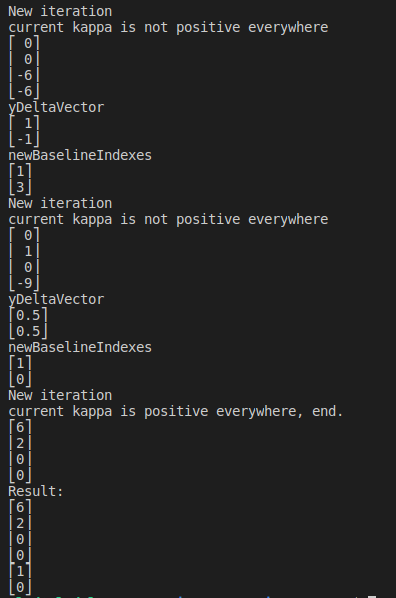 New iteration
current kappa is not positive everywhere
⎡ 0⎤
⎢ 0⎥
⎢-6⎥
⎣-6⎦
yDeltaVector
⎡ 1⎤
⎣-1⎦
newBaselineIndexes
⎡1⎤
⎣3⎦
New iteration
current kappa is not positive everywhere
⎡ 0⎤
⎢ 1⎥
⎢ 0⎥
⎣-9⎦
yDeltaVector
⎡0.5⎤
⎣0.5⎦
newBaselineIndexes
⎡1⎤
⎣0⎦
New iteration
current kappa is positive everywhere, end.
⎡6⎤
⎢2⎥
⎢0⎥
⎣0⎦
Result:
⎡6⎤
⎢2⎥
⎢0⎥
⎣0⎦
⎡1⎤
⎣0⎦